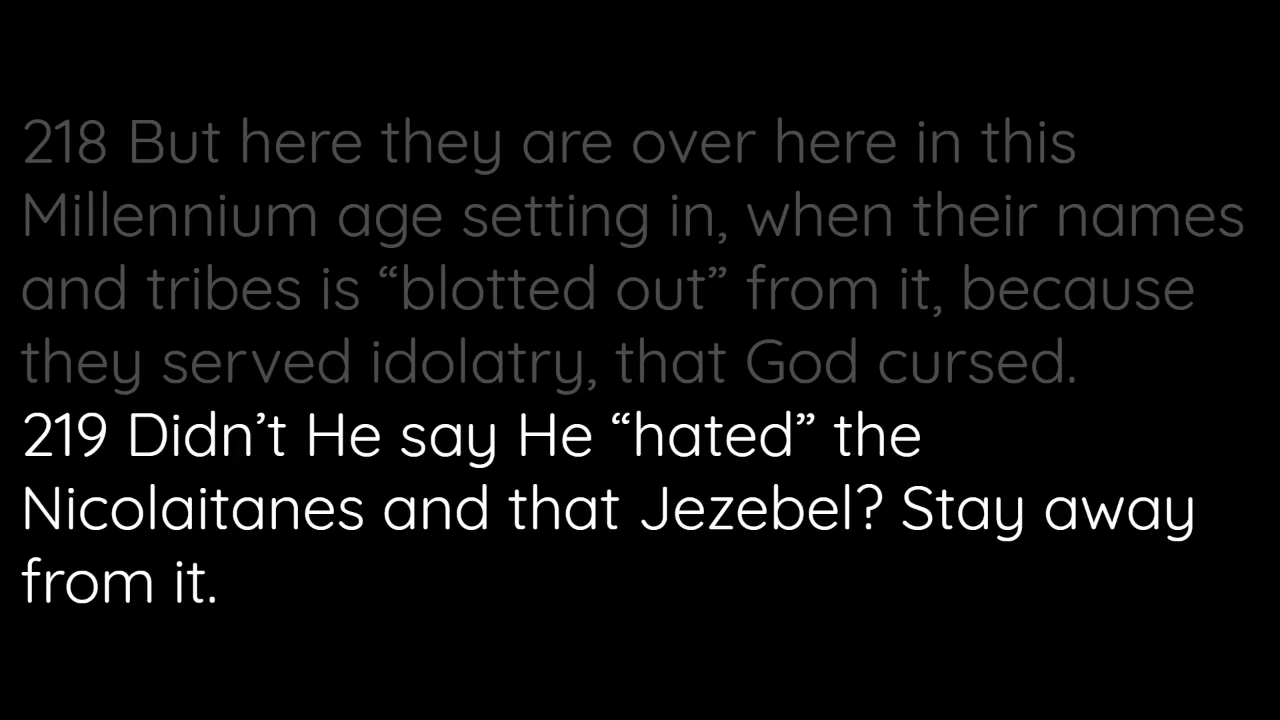 218 But here they are over here in this
Millennium age setting in, when their names
and tribes is “blotted out” from it, because
they served idolatry, that God cursed.
219 Didn’t He say He “hated” the
Nicolaitanes and that Jezebel? Stay away
from it.